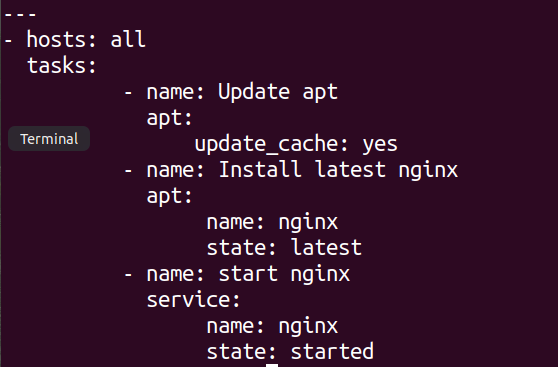 ---
- hosts: all
  tasks:
          - name: Update apt
            apt:
Terminal
                update_cache: yes
          - name: Install latest nginx
            apt:
                 name: nginx
                 state: latest
          - name: start nginx
            service:
                 name: nginx
                 state: started